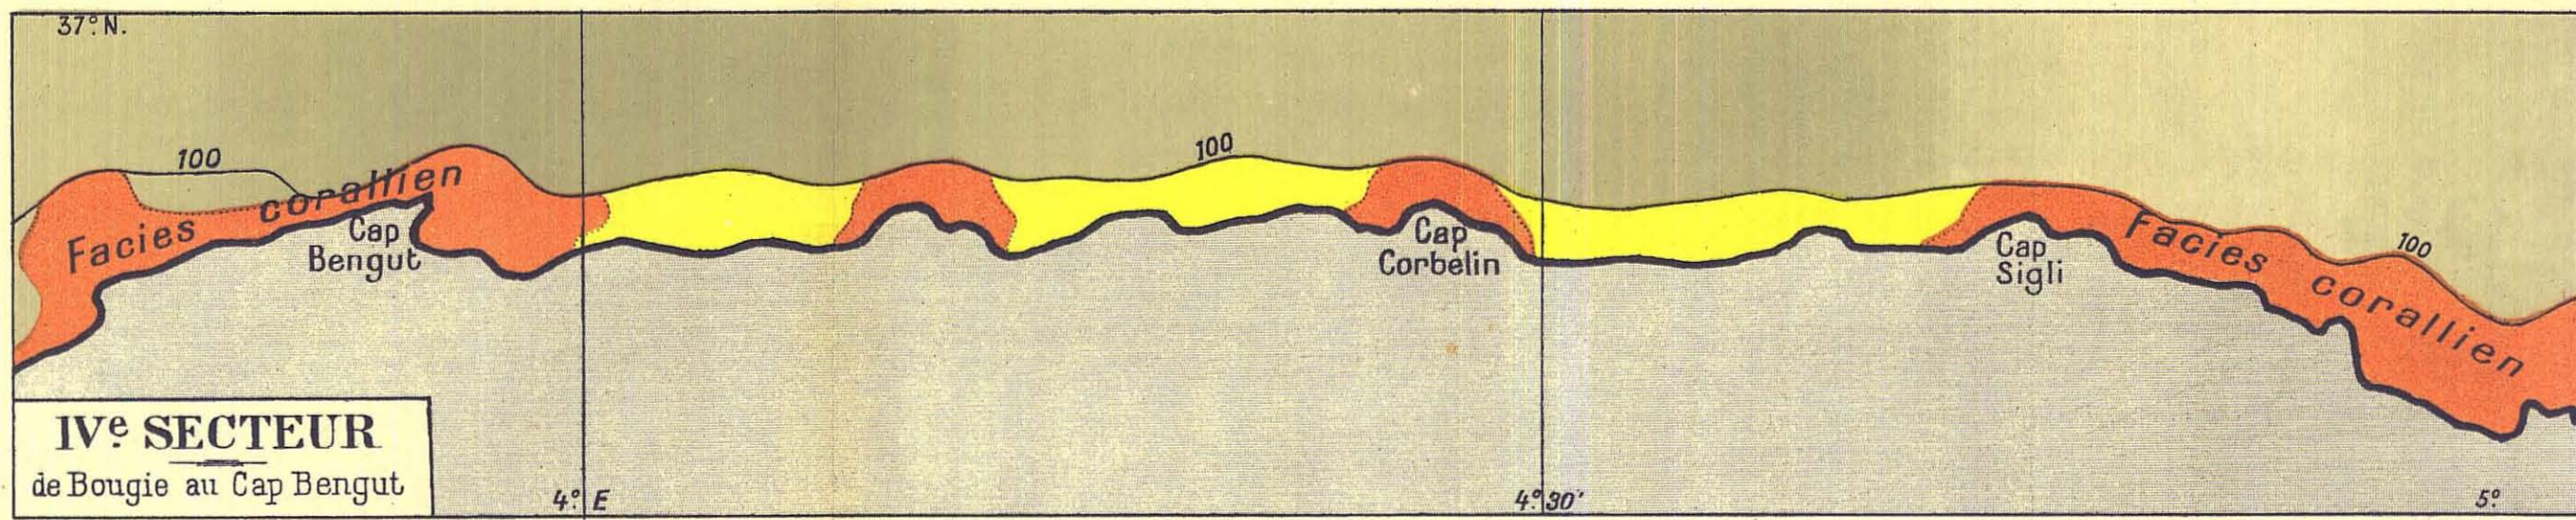 37° N.
100
Facies corallien
Cap
Bengut
100
Cap
Corbelin
Cap
Sigli
Facies corallien
100
IVe SECTEUR
de Bougie au Cap Bengut
4° E
4° 30'
5°